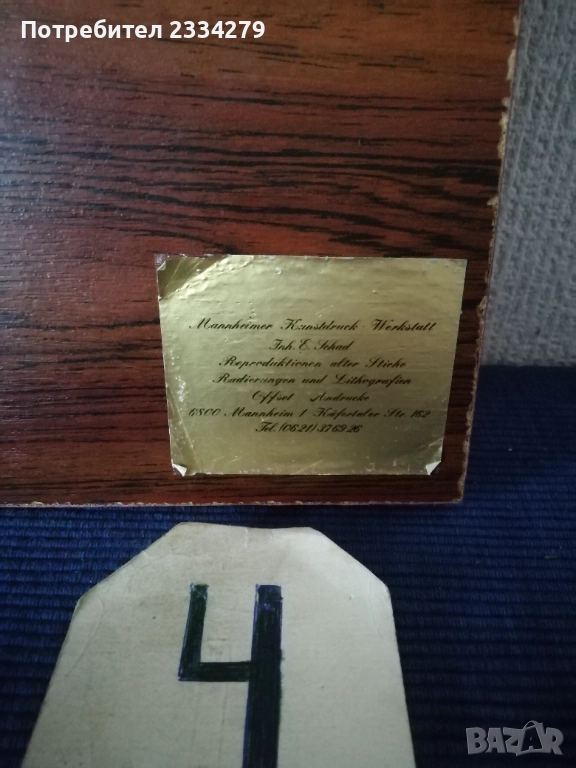 Потребител 2334279
Mannheimer Kunstdruck Werkstatt
Inh. E. Schad
Reproduktionen alter Stiche
Radierungen und Lithografien
Offset Andrucke
6800 Mannheim 1 Käfertaler Str. 162
Tel. (0621) 376926
4
BAZAR